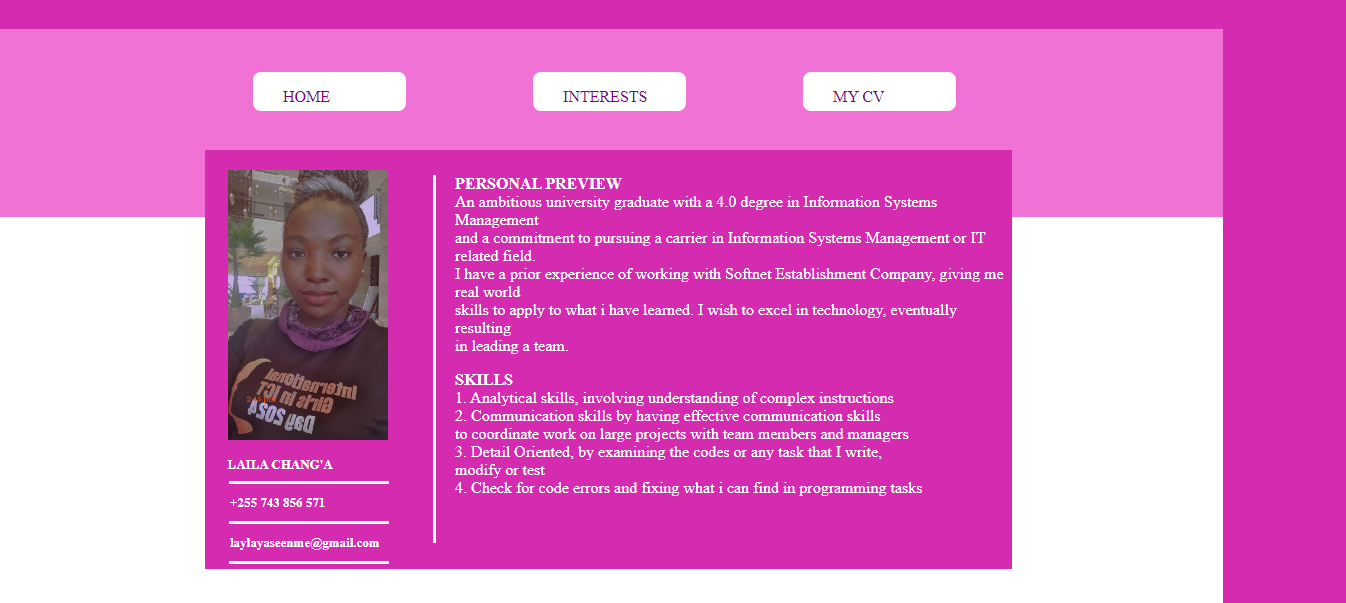 HOME
INTERESTS
MY CV
International
Girls in ICT
Day 2024
LAILA CHANG'A
+255 743 856 571
laylayaseenme@gmail.com
PERSONAL PREVIEW
An ambitious university graduate with a 4.0 degree in Information Systems
Management
and a commitment to pursuing a carrier in Information Systems Management or IT
related field.
I have a prior experience of working with Softnet Establishment Company, giving me
real world
skills to apply to what i have learned. I wish to excel in technology, eventually
resulting
in leading a team.
SKILLS
1. Analytical skills, involving understanding of complex instructions
2. Communication skills by having effective communication skills
to coordinate work on large projects with team members and managers
3. Detail Oriented, by examining the codes or any task that I write,
modify or test
4. Check for code errors and fixing what i can find in programming tasks